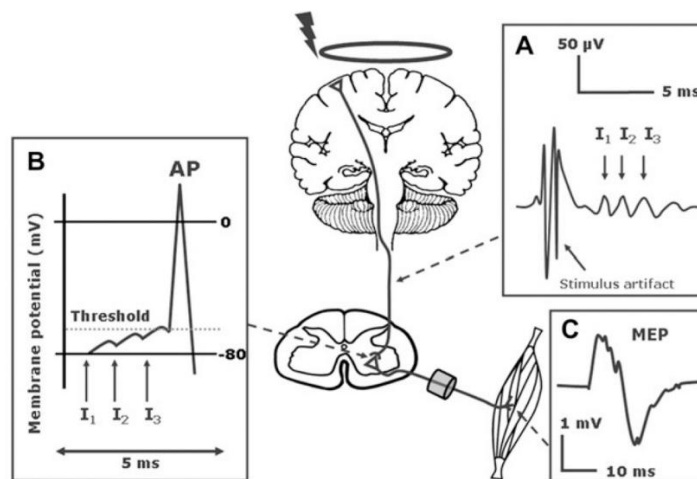 A
50 µV
5 ms
I₁ I₂ I₃
Stimulus artifact
B
AP
Membrane potential (mV)
0
Threshold
-80
I₁ I₂ I₃
5 ms
C
MEP
1 mV
10 ms